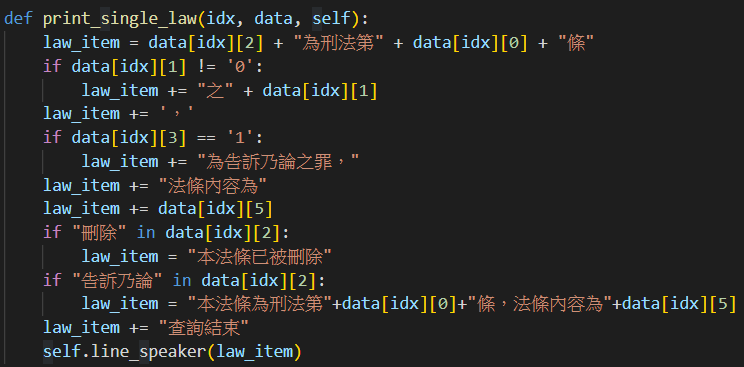 def print_single_law(idx, data, self):
    law_item = data[idx][2] + "為刑法第" + data[idx][0] + "條"
    if data[idx][1] != '0':
        law_item += "之" + data[idx][1]
    law_item += '，'
    if data[idx][3] == '1':
        law_item += "為告訴乃論之罪，"
    law_item += "法條內容為"
    law_item += data[idx][5]
    if "刪除" in data[idx][2]:
        law_item = "本法條已被刪除"
    if "告訴乃論" in data[idx][2]:
        law_item = "本法條為刑法第"+data[idx][0]+"條，法條內容為"+data[idx][5]
    law_item += "查詢結束"
    self.line_speaker(law_item)